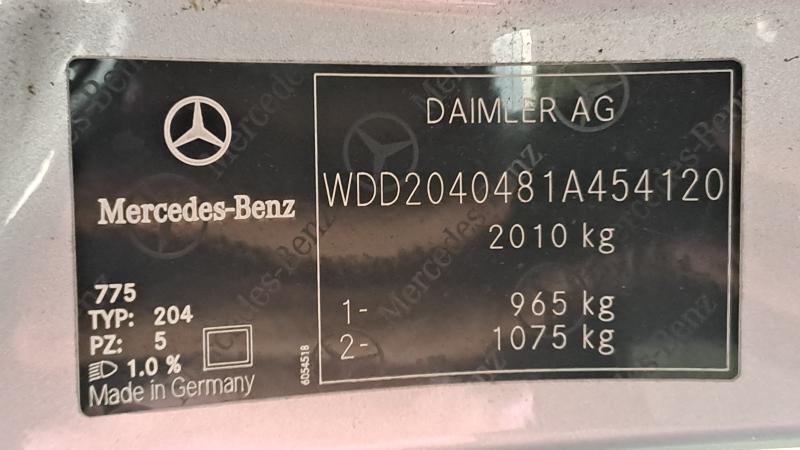 Mercedes-Benz
775
TYP: 204
PZ: 5
1.0 %
Made in Germany
6054518
DAIMLER AG
WDD2040481A454120
2010 kg
1- 965 kg
2- 1075 kg